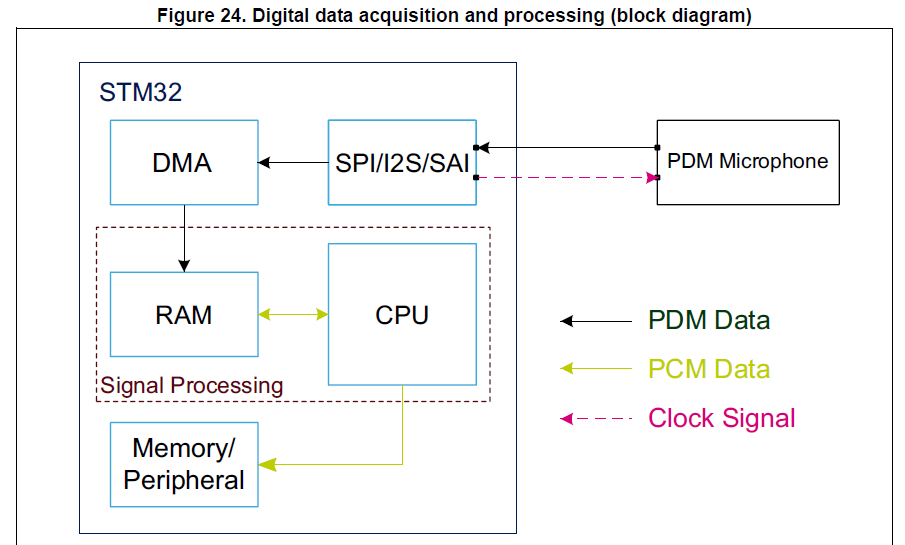 Figure 24. Digital data acquisition and processing (block diagram)
STM32
DMA
SPI/I2S/SAI
PDM Microphone
RAM
CPU
Signal Processing
Memory/
Peripheral
PDM Data
PCM Data
Clock Signal